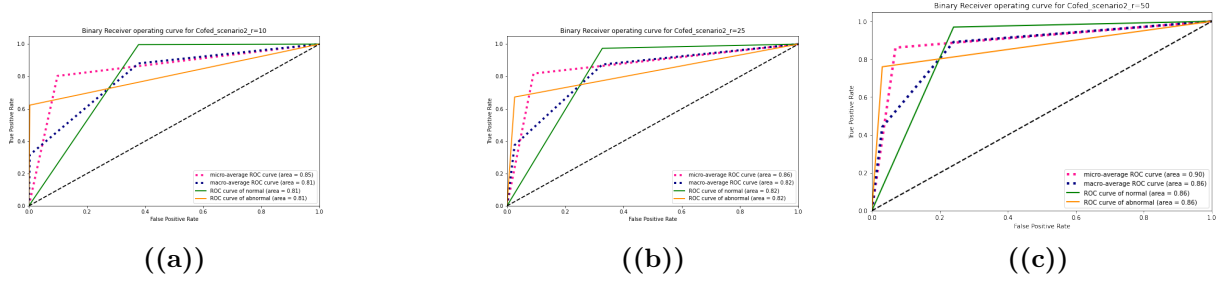 Binary Receiver operating curve for Cofed_scenario2_r=10
True Positive Rate
1.0
0.8
0.6
0.4
0.2
0.0
micro-average ROC curve (area = 0.85)
macro-average ROC curve (area = 0.81)
ROC curve of normal (area = 0.81)
ROC curve of abnormal (area = 0.81)
0.0 0.2 0.4 0.6 0.8 1.0
False Positive Rate
((a))
Binary Receiver operating curve for Cofed_scenario2_r=25
True Positive Rate
1.0
0.8
0.6
0.4
0.2
0.0
micro-average ROC curve (area = 0.86)
macro-average ROC curve (area = 0.82)
ROC curve of normal (area = 0.82)
ROC curve of abnormal (area = 0.82)
0.0 0.2 0.4 0.6 0.8 1.0
False Positive Rate
((b))
Binary Receiver operating curve for Cofed_scenario2_r=50
True Positive Rate
1.0
0.8
0.6
0.4
0.2
0.0
micro-average ROC curve (area = 0.90)
macro-average ROC curve (area = 0.86)
ROC curve of normal (area = 0.86)
ROC curve of abnormal (area = 0.86)
0.0 0.2 0.4 0.6 0.8 1.0
False Positive Rate
((c))